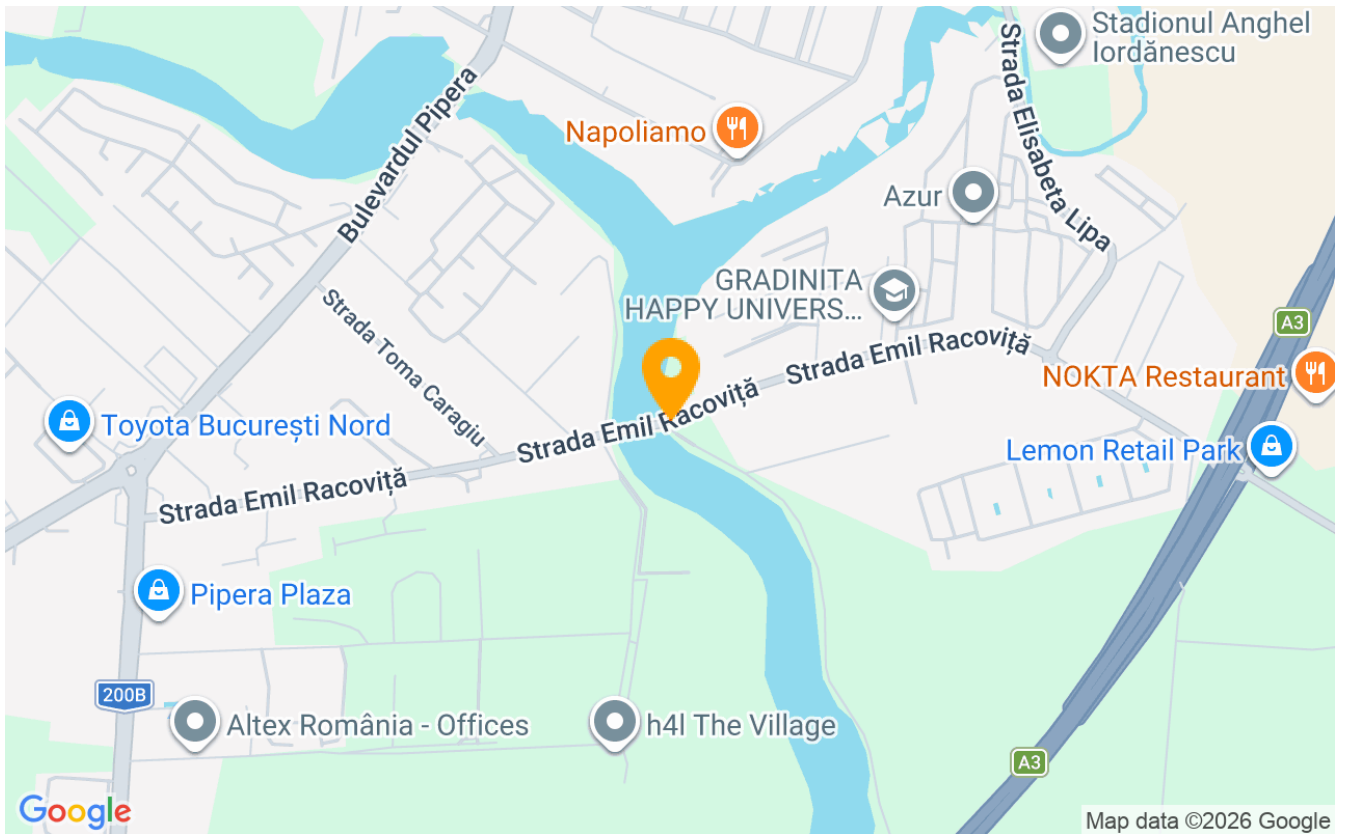 Stadionul Anghel
Iordănescu
Strada Elisabeta Lipa
Bulevardul Pipera
Napoliamo
Azur
GRADINITA
HAPPY UNIVERS...
Strada Toma Caragiu
A3
Strada Emil Racoviță
NOKTA Restaurant
Toyota București Nord
Strada Emil Racoviță
Lemon Retail Park
Strada Emil Racoviță
Pipera Plaza
200B
Altex România - Offices
h4l The Village
A3
Google
Map data ©2026 Google